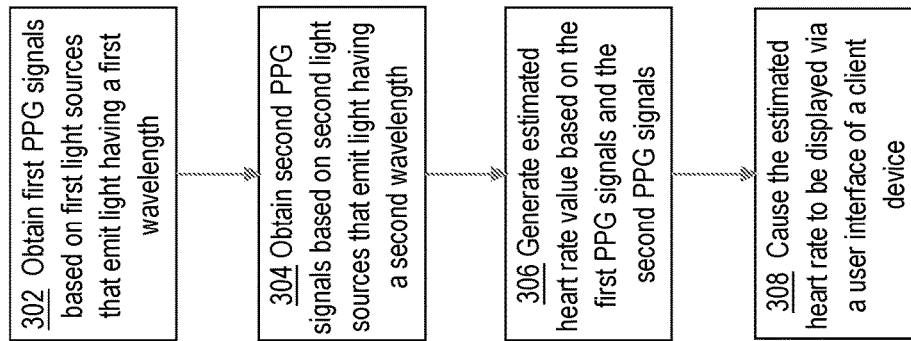 302 Obtain first PPG signals
based on first light sources
that emit light having a first
wavelength
304 Obtain second PPG
signals based on second light
sources that emit light having
a second wavelength
306 Generate estimated
heart rate value based on the
first PPG signals and the
second PPG signals
308 Cause the estimated
heart rate to be displayed via
a user interface of a client
device